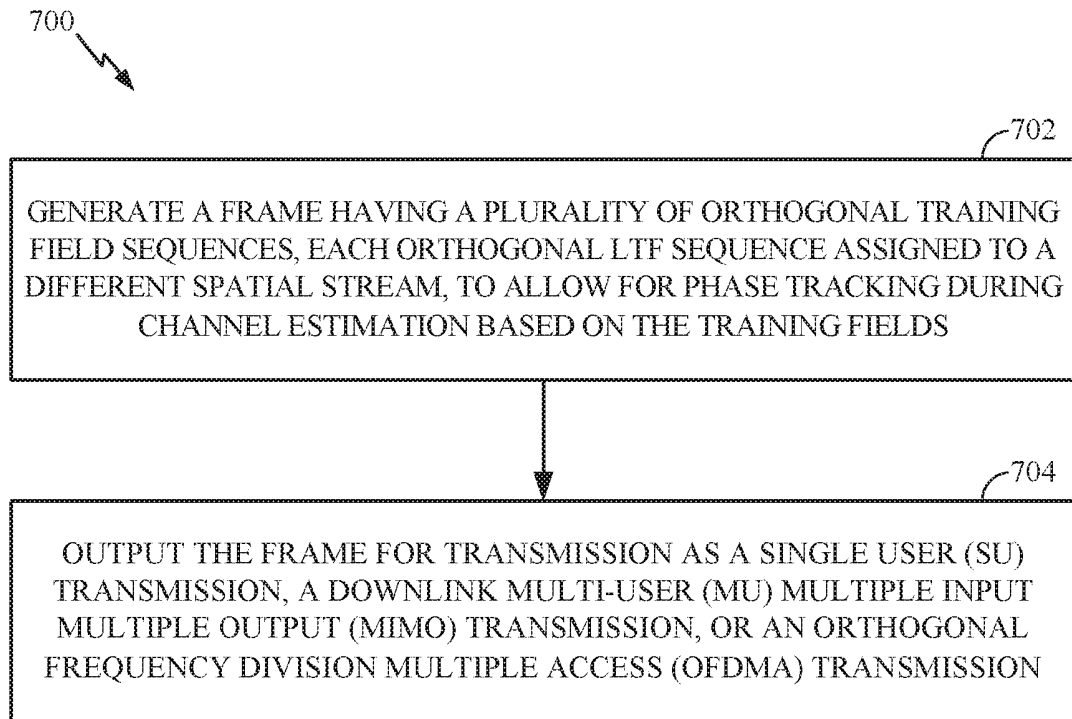 700
702
GENERATE A FRAME HAVING A PLURALITY OF ORTHOGONAL TRAINING
FIELD SEQUENCES, EACH ORTHOGONAL LTF SEQUENCE ASSIGNED TO A
DIFFERENT SPATIAL STREAM, TO ALLOW FOR PHASE TRACKING DURING
CHANNEL ESTIMATION BASED ON THE TRAINING FIELDS
704
OUTPUT THE FRAME FOR TRANSMISSION AS A SINGLE USER (SU)
TRANSMISSION, A DOWNLINK MULTI-USER (MU) MULTIPLE INPUT
MULTIPLE OUTPUT (MIMO) TRANSMISSION, OR AN ORTHOGONAL
FREQUENCY DIVISION MULTIPLE ACCESS (OFDMA) TRANSMISSION